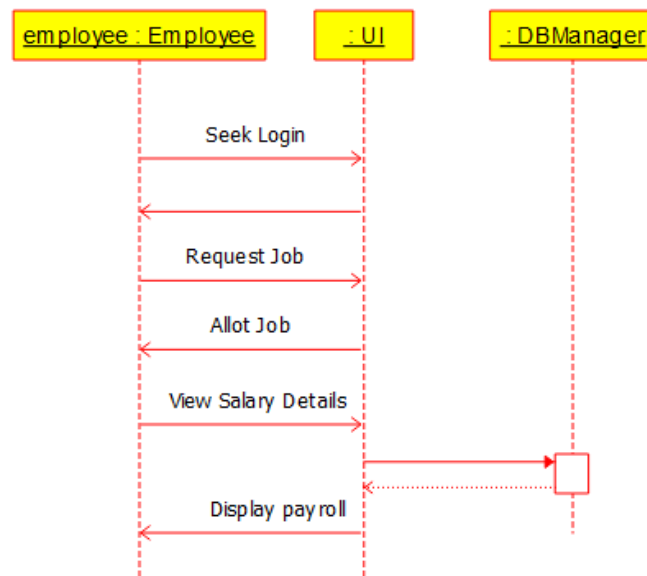 employee : Employee
: UI
: DBManager
Seek Login
Request Job
Allot Job
View Salary Details
Display payroll